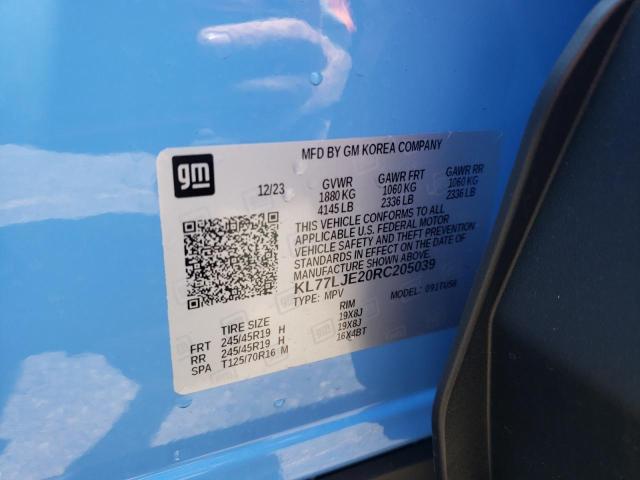 MFD BY GM KOREA COMPANY
gm
12/23
GVWR GAWR FRT GAWR RR
1880 KG 1060 KG 1060 KG
4145 LB 2336 LB 2336 LB
THIS VEHICLE CONFORMS TO ALL
APPLICABLE U.S. FEDERAL MOTOR
VEHICLE SAFETY AND THEFT PREVENTION
STANDARDS IN EFFECT ON THE DATE OF
MANUFACTURE SHOWN ABOVE.
KL77LJE20RC205039
TYPE: MPV MODEL: 091TU58
TIRE SIZE RIM
FRT 245/45R19 H 19X8J
RR 245/45R19 H 19X8J
SPA T125/70R16 M 16X4BT